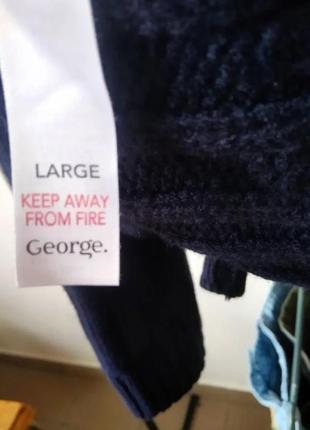 LARGE
KEEP AWAY
FROM FIRE
George.